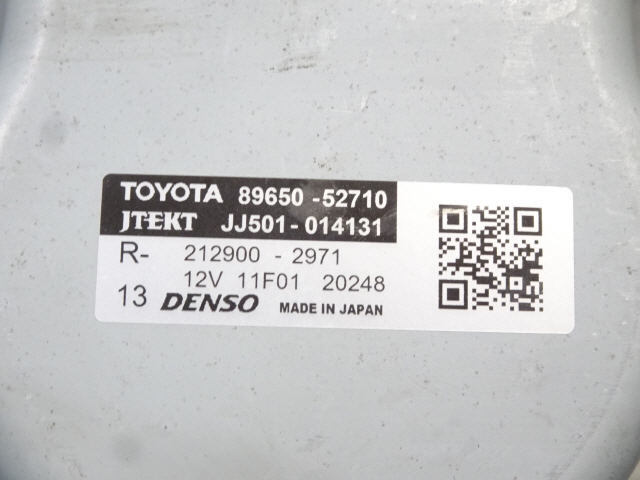 TOYOTA 89650-52710
JTEKT JJ501-014131
R- 212900-2971
12V 11F01 20248
13 DENSO MADE IN JAPAN